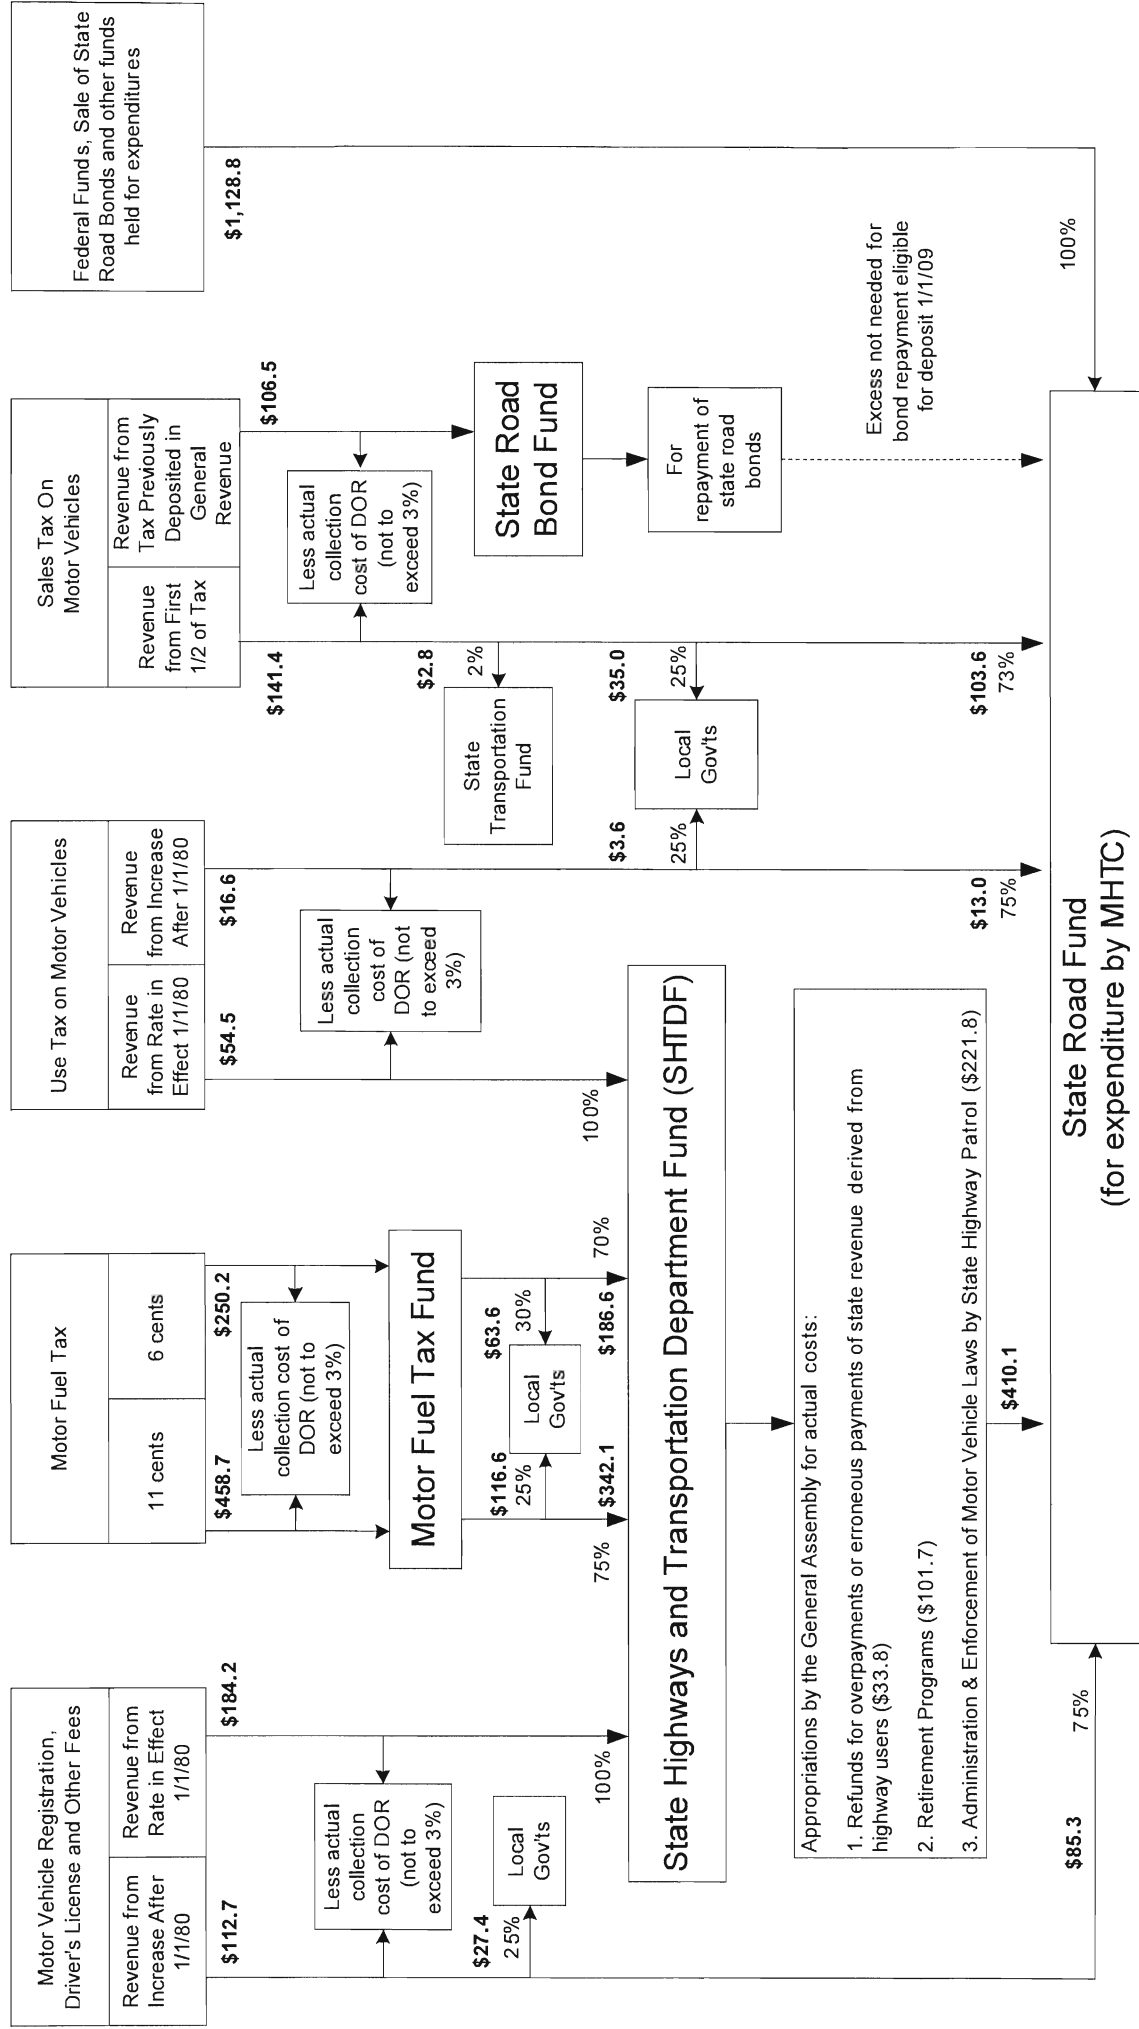 Motor Vehicle Registration,
Driver's License and Other Fees
Revenue from
Increase After
1/1/80
Revenue from
Rate in Effect
1/1/80
$112.7
$184.2
Less actual
collection
cost of DOR
(not to
exceed 3%)
$27.4
25%
Local
Gov'ts
100%
Motor Fuel Tax
11 cents
6 cents
$458.7
$250.2
Less actual
collection cost of
DOR (not to
exceed 3%)
Motor Fuel Tax Fund
$116.6
25%
$63.6
30%
Local
Gov'ts
75%
$342.1
$186.6
70%
Use Tax on Motor Vehicles
Revenue
from Rate in
Effect 1/1/80
Revenue
from Increase
After 1/1/80
$54.5
$16.6
Less actual
collection
cost of
DOR (not
to exceed
3%)
100%
$3.6
25%
$13.0
75%
Sales Tax On
Motor Vehicles
Revenue
from First
1/2 of Tax
Revenue from
Tax Previously
Deposited in
General
Revenue
$141.4
$106.5
Less actual
collection
cost of DOR
(not to
exceed 3%)
$2.8
2%
State
Transportation
Fund
$35.0
25%
Local
Gov'ts
$103.6
73%
State Road
Bond Fund
For
repayment of
state road
bonds
Excess not needed for
bond repayment eligible
for deposit 1/1/09
Federal Funds, Sale of State
Road Bonds and other funds
held for expenditures
$1,128.8
100%
State Highways and Transportation Department Fund (SHTDF)
Appropriations by the General Assembly for actual costs:
1. Refunds for overpayments or erroneous payments of state revenue derived from
highway users ($33.8)
2. Retirement Programs ($101.7)
3. Administration & Enforcement of Motor Vehicle Laws by State Highway Patrol ($221.8)
$410.1
$85.3
75%
State Road Fund
(for expenditure by MHTC)